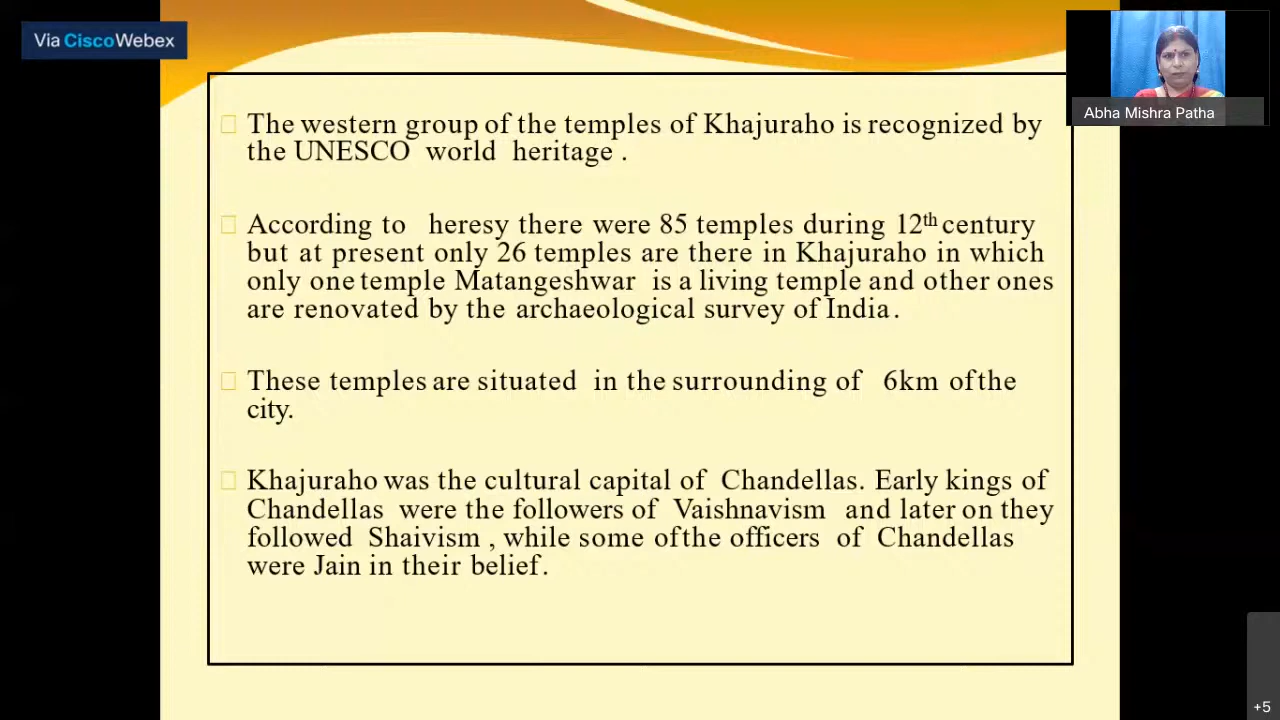 Via CiscoWebex
Abha Mishra Patha
The western group of the temples of Khajuraho is recognized by
the UNESCO world heritage .
According to heresy there were 85 temples during 12th century
but at present only 26 temples are there in Khajuraho in which
only one temple Matangeshwar is a living temple and other ones
are renovated by the archaeological survey of India.
These temples are situated in the surrounding of 6km of the
city.
Khajuraho was the cultural capital of Chandellas. Early kings of
Chandellas were the followers of Vaishnavism and later on they
followed Shaivism , while some of the officers of Chandellas
were Jain in their belief.
+5